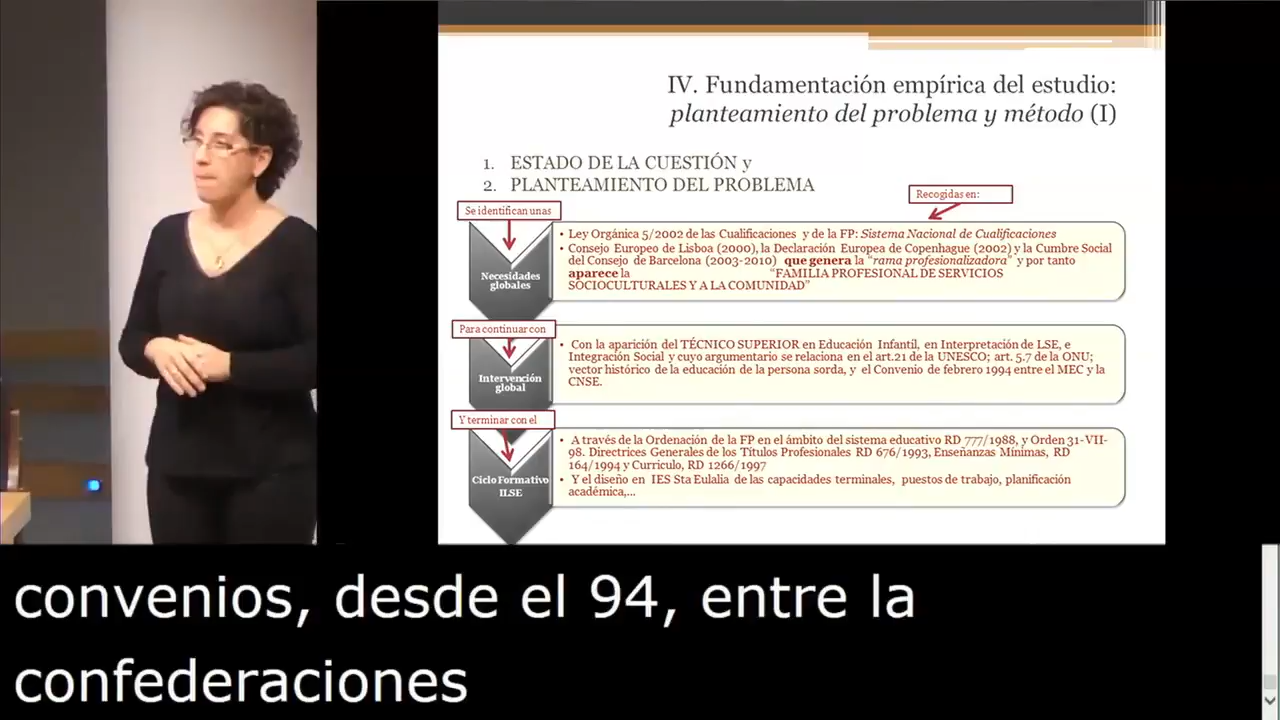 IV. Fundamentación empírica del estudio:
planteamiento del problema y método (I)
1. ESTADO DE LA CUESTIÓN y
2. PLANTEAMIENTO DEL PROBLEMA
Recogidas en:
Se identifican unas
Necesidades
globales
• Ley Orgánica 5/2002 de las Cualificaciones y de la FP: Sistema Nacional de Cualificaciones
• Consejo Europeo de Lisboa (2000), la Declaración Europea de Copenhague (2002) y la Cumbre Social
del Consejo de Barcelona (2003-2010) que genera la "rama profesionalizadora" y por tanto
aparece la "FAMILIA PROFESIONAL DE SERVICIOS
SOCIOCULTURALES Y A LA COMUNIDAD"
Para continuar con
Intervención
global
• Con la aparición del TÉCNICO SUPERIOR en Educación Infantil, en Interpretación de LSE, e
Integración Social y cuyo argumentario se relaciona en el art.21 de la UNESCO; art. 5.7 de la ONU;
vector histórico de la educación de la persona sorda, y el Convenio de febrero 1994 entre el MEC y la
CNSE.
Y terminar con el
Ciclo Formativo
ILSE
• A través de la Ordenación de la FP en el ámbito del sistema educativo RD 777/1988, y Orden 31-VII-
98. Directrices Generales de los Títulos Profesionales RD 676/1993, Enseñanzas Mínimas, RD
164/1994 y Curriculo, RD 1266/1997
• Y el diseño en IES Sta Eulalia de las capacidades terminales, puestos de trabajo, planificación
académica,...
convenios, desde el 94, entre la
confederaciones